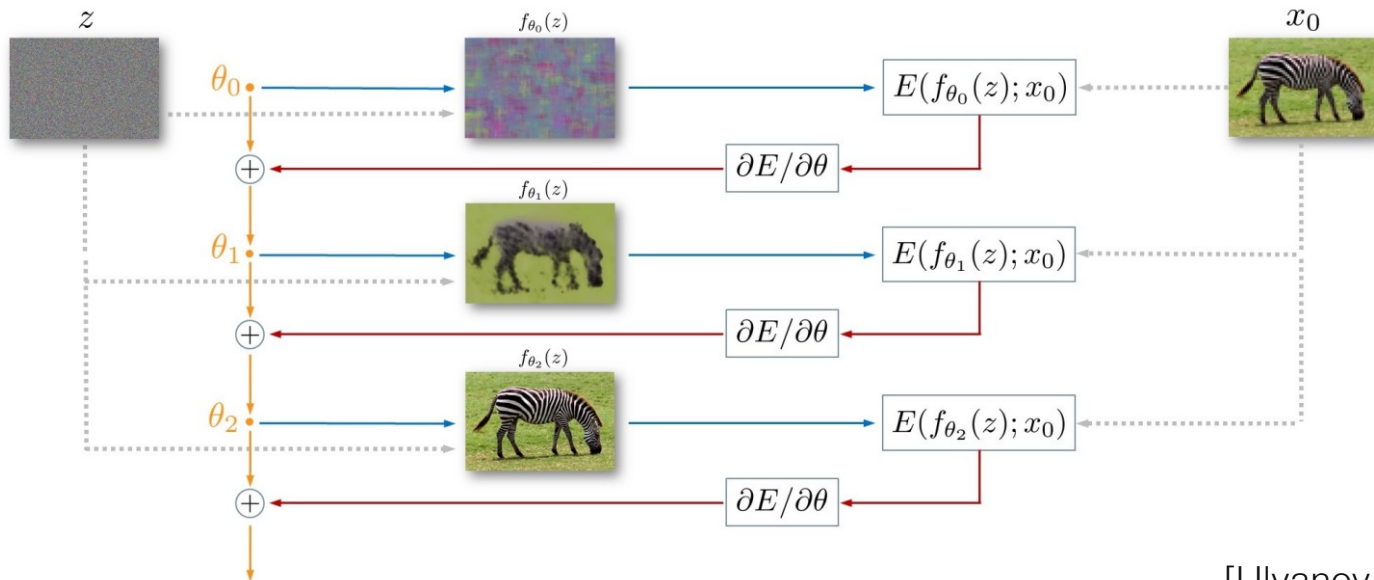 z
f_{θ_0}(z)
x_0
θ_0
E(f_{θ_0}(z); x_0)
+
∂E/∂θ
f_{θ_1}(z)
θ_1
E(f_{θ_1}(z); x_0)
+
∂E/∂θ
f_{θ_2}(z)
θ_2
E(f_{θ_2}(z); x_0)
+
∂E/∂θ